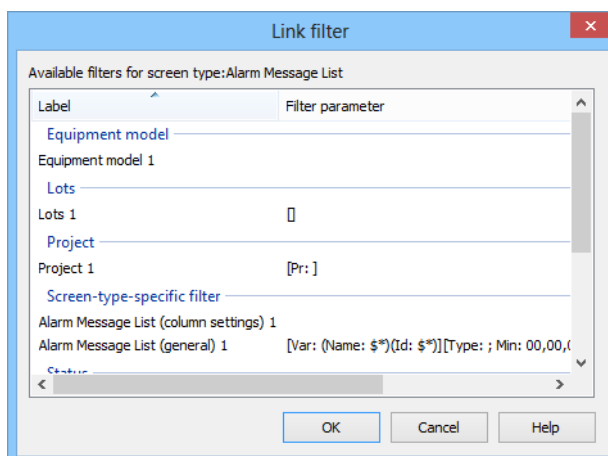 Link filter
Available filters for screen type:Alarm Message List
Label Filter parameter
Equipment model
Equipment model 1
Lots
Lots 1 []
Project
Project 1 [Pr: ]
Screen-type-specific filter
Alarm Message List (column settings) 1
Alarm Message List (general) 1 [Var: (Name: $*)(Id: $*)][Type: ; Min: 00,00,
Status
OK Cancel Help